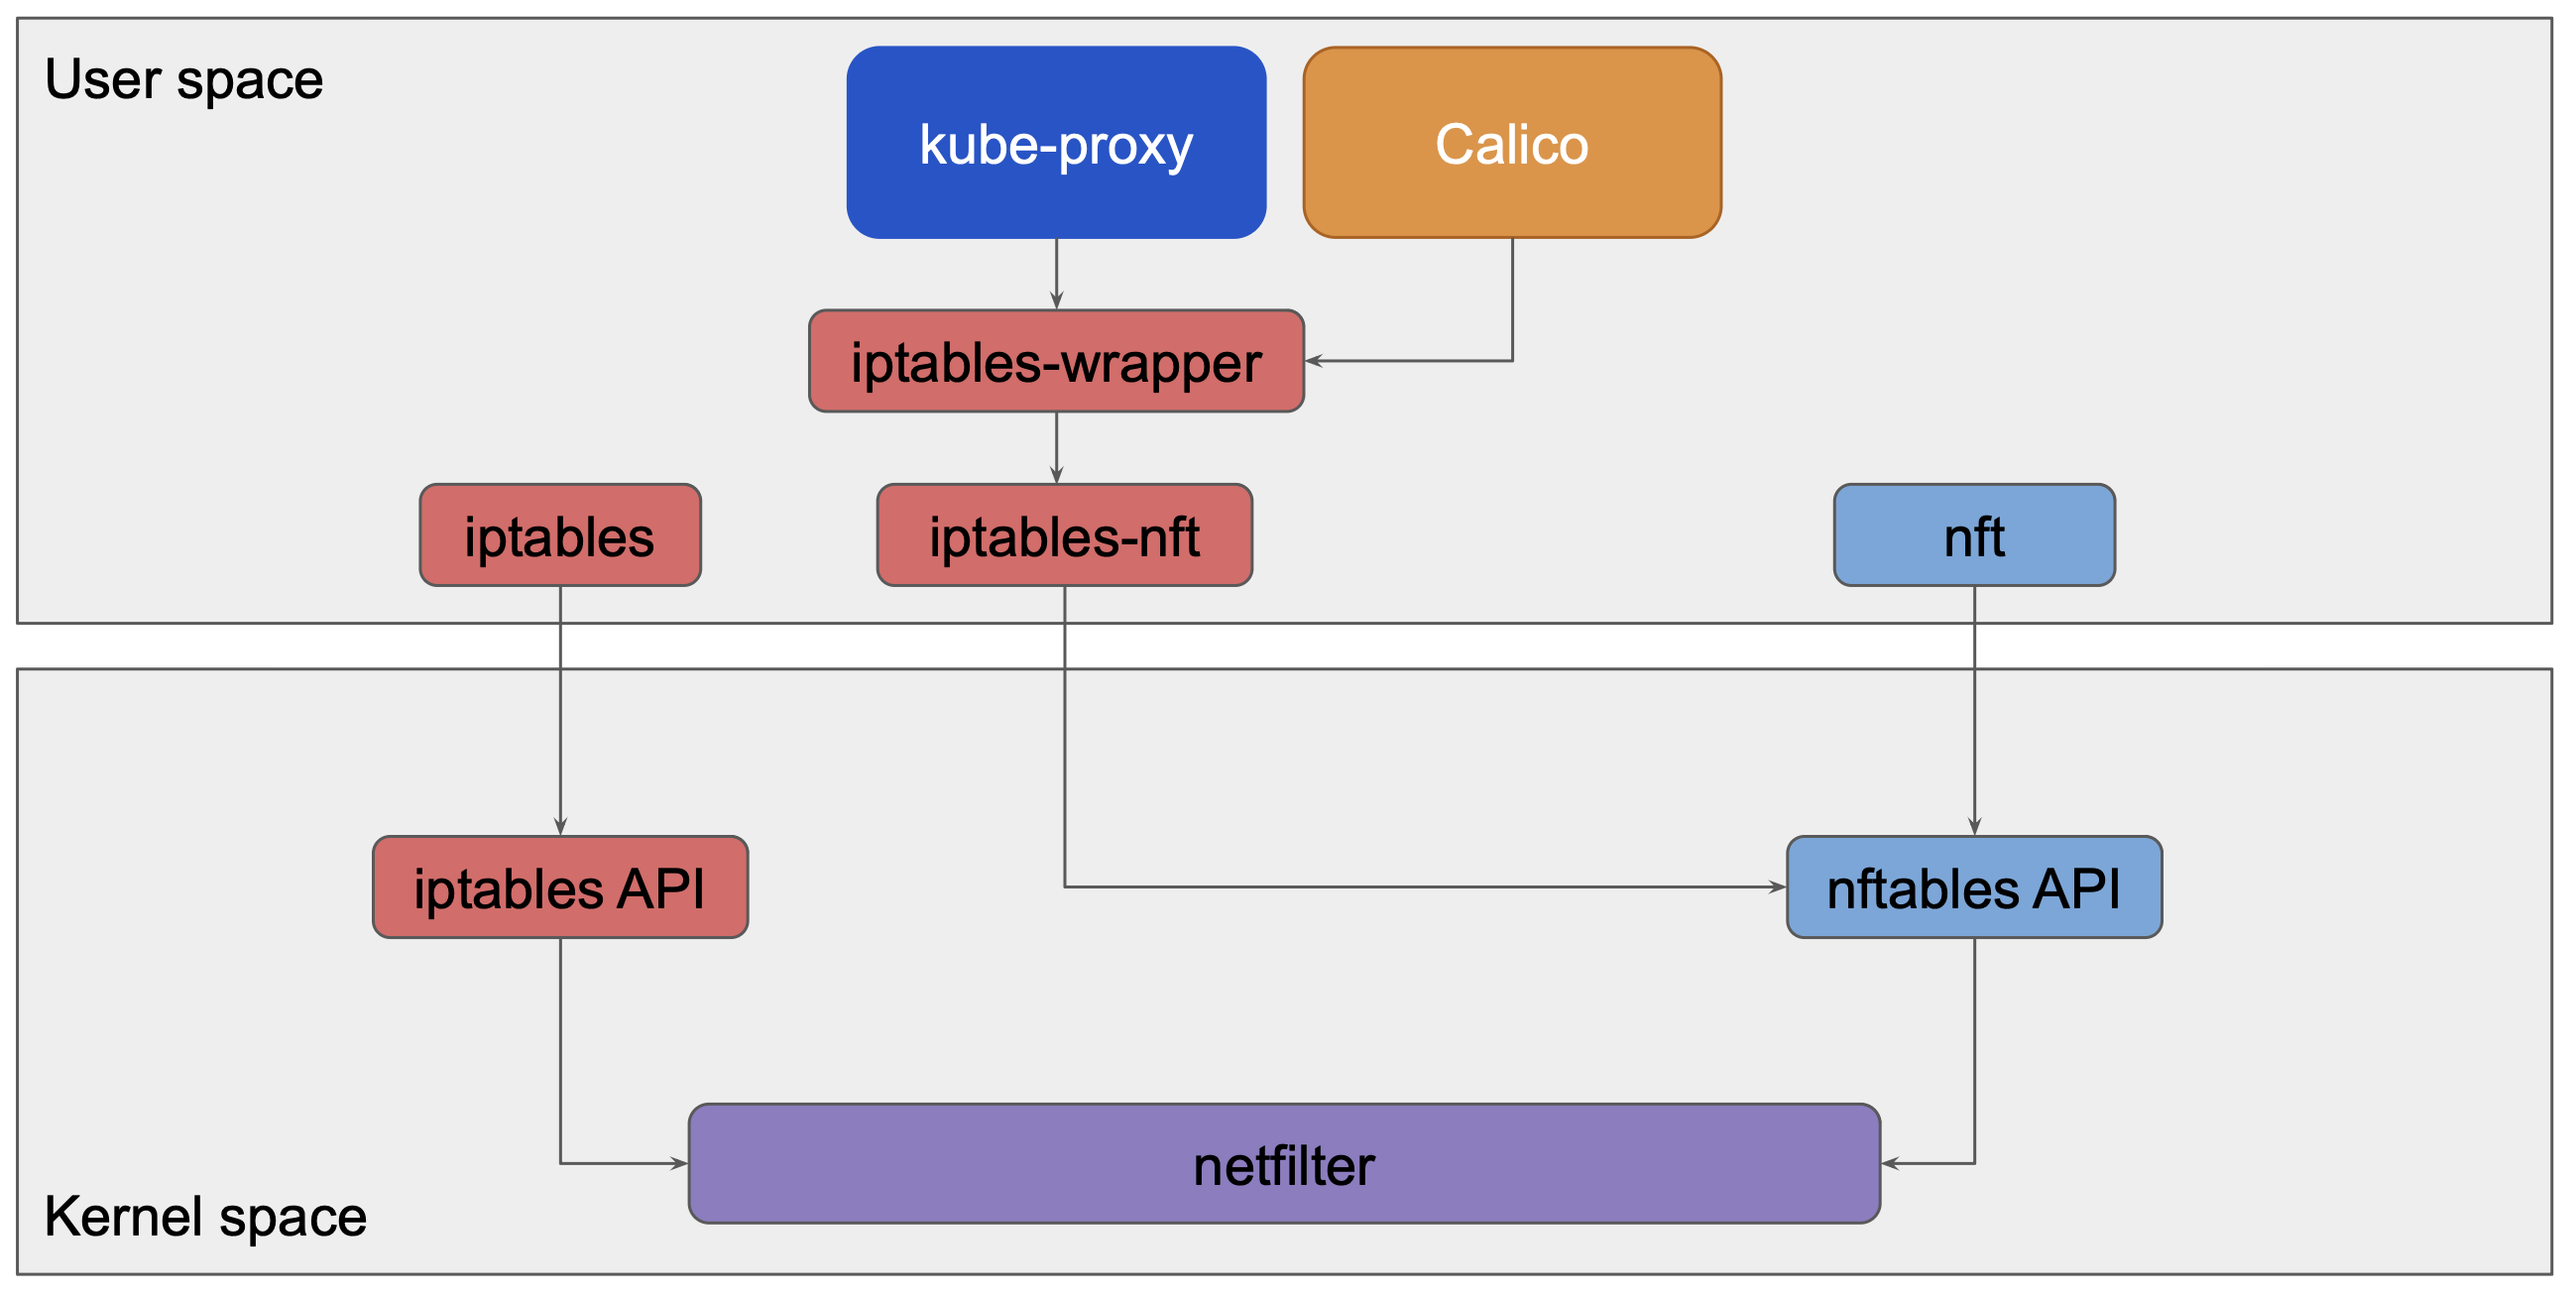 User space
kube-proxy
Calico
iptables-wrapper
iptables
iptables-nft
nft
iptables API
nftables API
netfilter
Kernel space